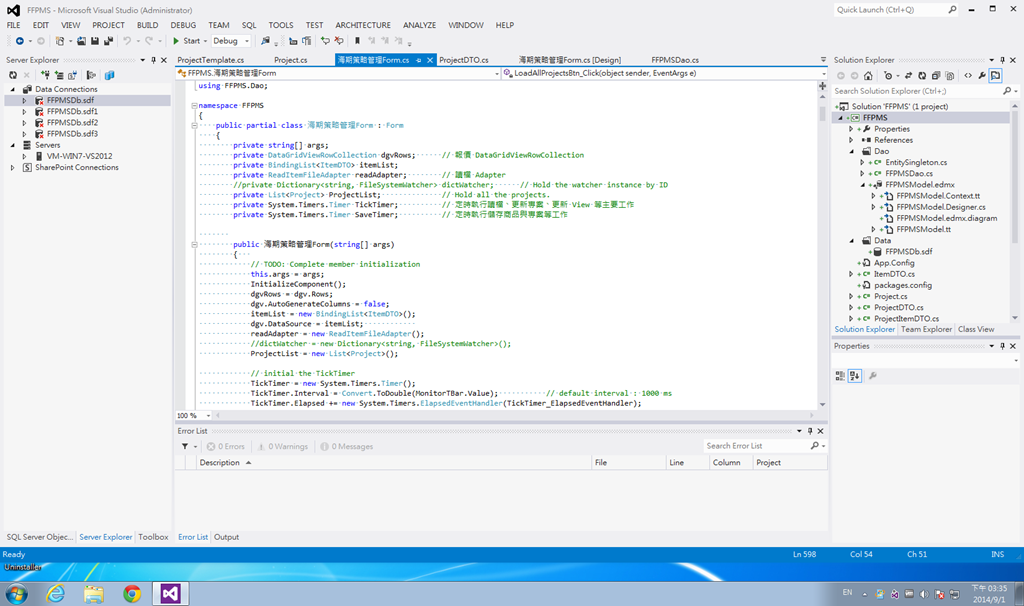 FFPMS - Microsoft Visual Studio (Administrator)
Quick Launch (Ctrl+Q)
FILE EDIT VIEW PROJECT BUILD DEBUG TEAM SQL TOOLS TEST ARCHITECTURE ANALYZE WINDOW HELP
Start Debug
Server Explorer
Data Connections
FFPMSDb.sdf
FFPMSDb.sdf1
FFPMSDb.sdf2
FFPMSDb.sdf3
Servers
VM-WIN7-VS2012
SharePoint Connections
SQL Server Objec... Server Explorer Toolbox
ProjectTemplate.cs Project.cs 海期策略管理Form.cs ProjectDTO.cs 海期策略管理Form.cs [Design] FFPMSDao.cs
FFPMS.海期策略管理Form LoadAllProjectsBtn_Click(object sender, EventArgs e)
using FFPMS.Dao;
namespace FFPMS
{
public partial class 海期策略管理Form : Form
{
private string[] args;
private DataGridViewRowCollection dgvRows; // 報價 DataGridViewRowCollection
private BindingList<ItemDTO> itemList;
private ReadItemFileAdapter readAdapter; // 讀檔 Adapter
//private Dictionary<string, FileSystemWatcher> dictWatcher; // Hold the watcher instance by ID
private List<Project> ProjectList; // Hold all the projects.
private System.Timers.Timer TickTimer; // 定時執行讀檔，更新專案，更新 View 等主要工作
private System.Timers.Timer SaveTimer; // 定時執行儲存商品與專案等工作
public 海期策略管理Form(string[] args)
{
// TODO: Complete member initialization
this.args = args;
InitializeComponent();
dgvRows = dgv.Rows;
dgv.AutoGenerateColumns = false;
itemList = new BindingList<ItemDTO>();
dgv.DataSource = itemList;
readAdapter = new ReadItemFileAdapter();
//dictWatcher = new Dictionary<string, FileSystemWatcher>();
ProjectList = new List<Project>();
// initial the TickTimer
TickTimer = new System.Timers.Timer();
TickTimer.Interval = Convert.ToDouble(MonitorTBar.Value); // default interval : 1000 ms
TickTimer.Elapsed += new System.Timers.ElapsedEventHandler(TickTimer_ElapsedEventHandler);
100 %
Error List
0 Errors 0 Warnings 0 Messages Search Error List
Description File Line Column Project
Error List Output
Solution Explorer
Search Solution Explorer (Ctrl+;)
Solution 'FFPMS' (1 project)
FFPMS
Properties
References
Dao
EntitySingleton.cs
FFPMSDao.cs
FFPMSModel.edmx
FFPMSModel.Context.tt
FFPMSModel.Designer.cs
FFPMSModel.edmx.diagram
FFPMSModel.tt
Data
FFPMSDb.sdf
App.Config
ItemDTO.cs
packages.config
Project.cs
ProjectDTO.cs
ProjectItemDTO.cs
Solution Explorer Team Explorer Class View
Properties
Ready Ln 598 Col 54 Ch 51 INS
Uninstaller
EN 下午 03:35
2014/9/1